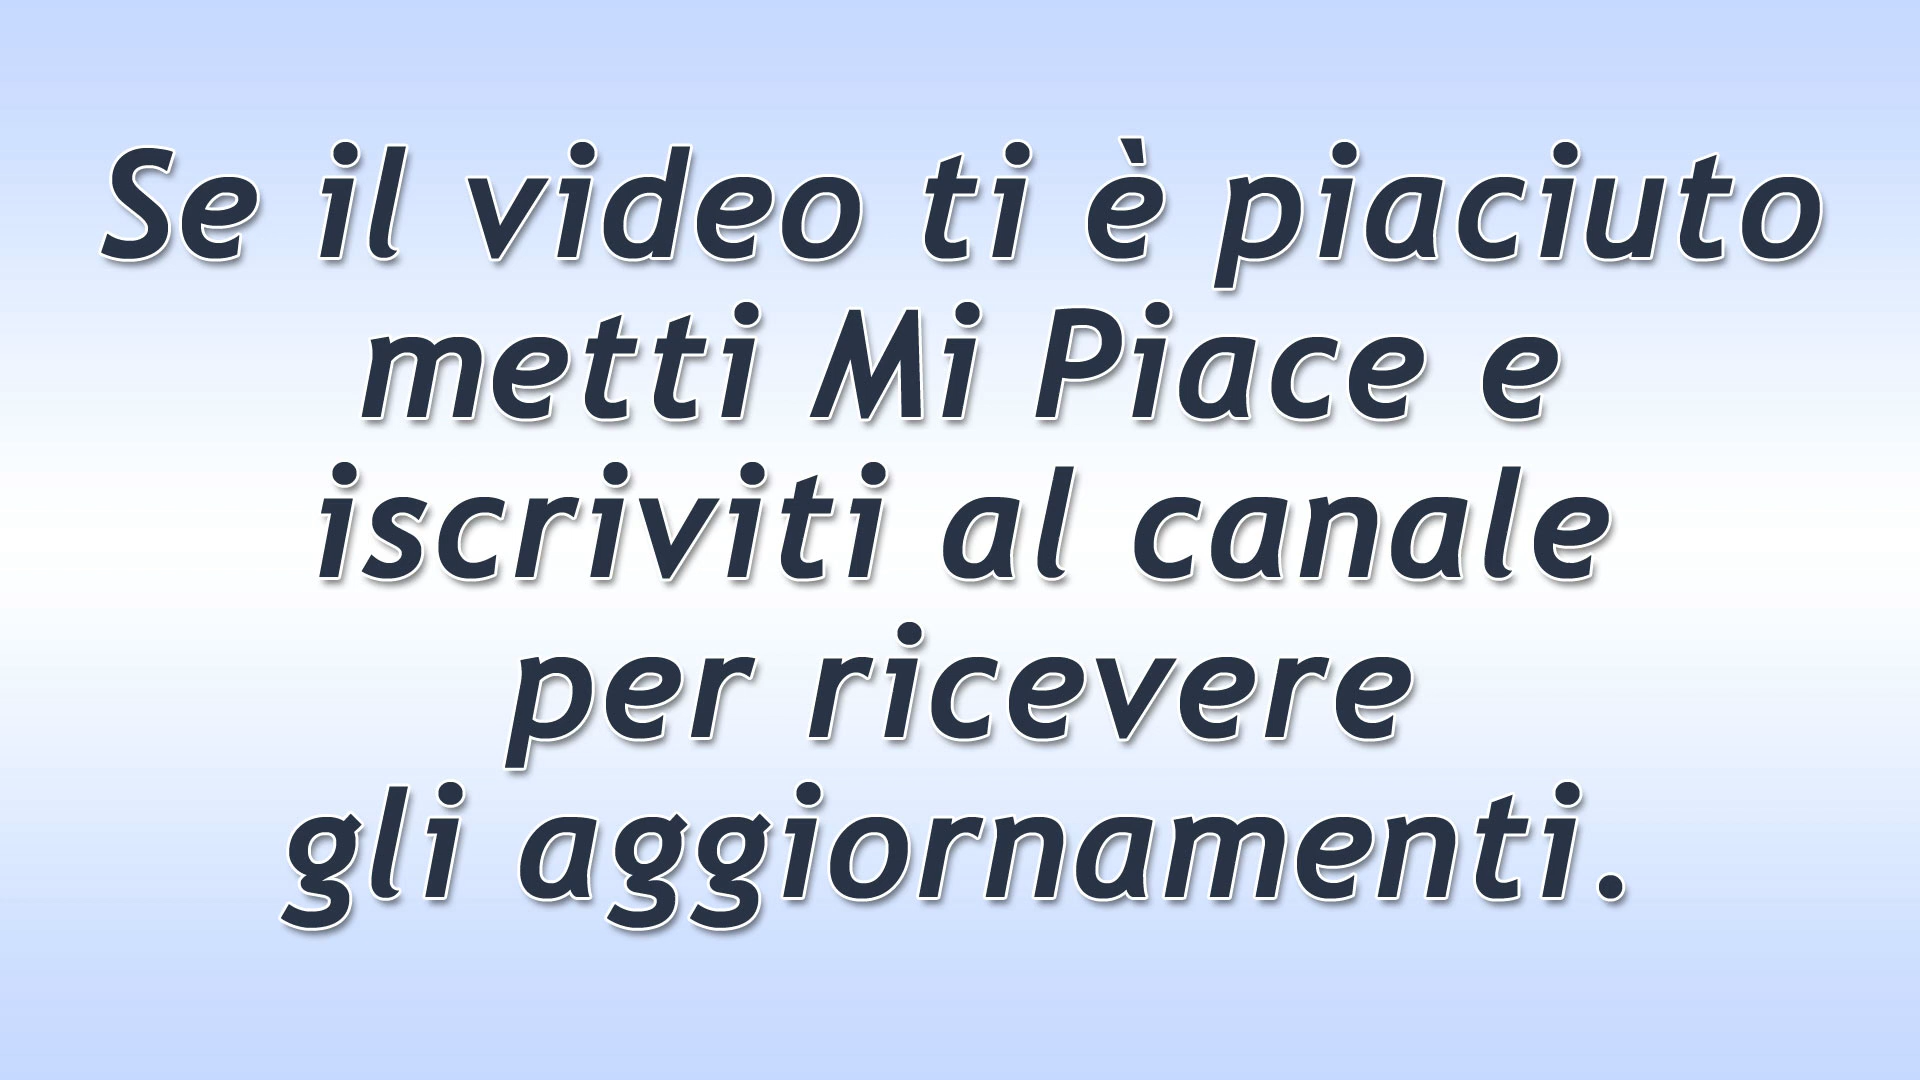 Se il video ti è piaciuto
metti Mi Piace e
iscriviti al canale
per ricevere
gli aggiornamenti.